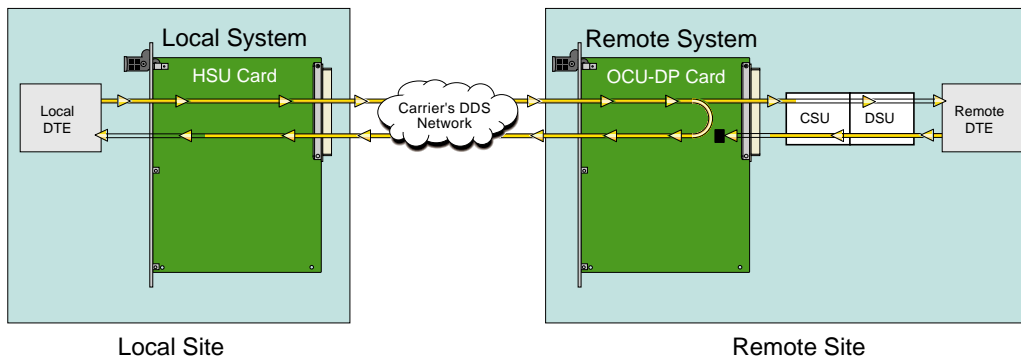 Local System
Remote System
HSU Card
OCU-DP Card
Local
DTE
Carrier's DDS
Network
CSU
DSU
Remote
DTE
Local Site
Remote Site